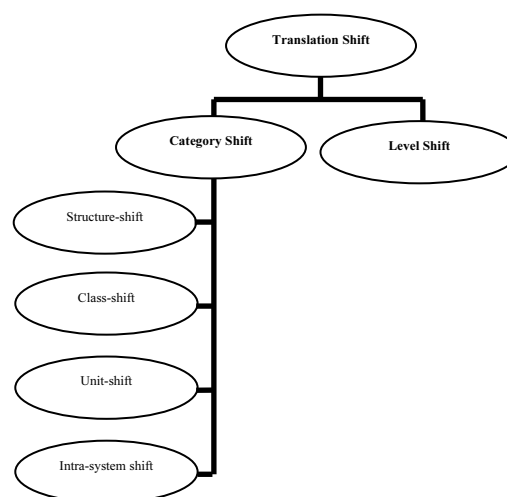 Translation Shift
Category Shift
Level Shift
Structure-shift
Class-shift
Unit-shift
Intra-system shift